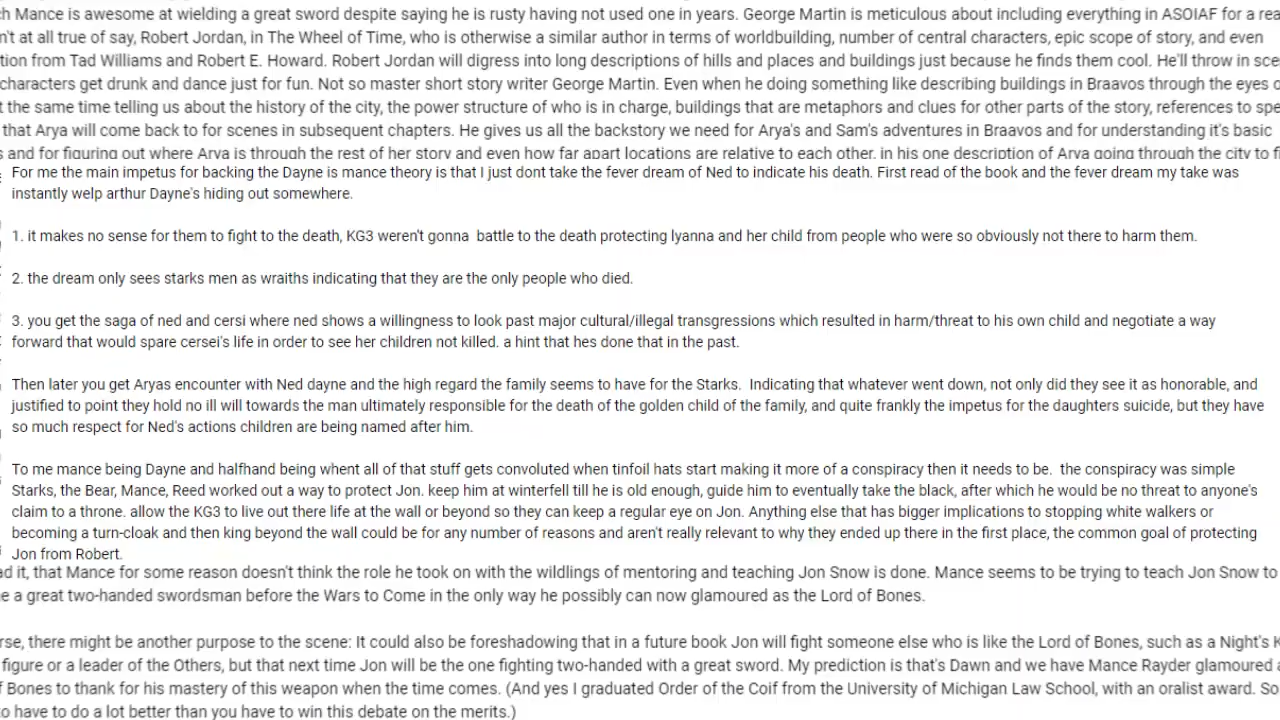 h Mance is awesome at wielding a great sword despite saying he is rusty having not used one in years. George Martin is meticulous about including everything in ASOIAF for a rea
n't at all true of say, Robert Jordan, in The Wheel of Time, who is otherwise a similar author in terms of worldbuilding, number of central characters, epic scope of story, and even
tion from Tad Williams and Robert E. Howard. Robert Jordan will digress into long descriptions of hills and places and buildings just because he finds them cool. He'll throw in sce
characters get drunk and dance just for fun. Not so master short story writer George Martin. Even when he doing something like describing buildings in Braavos through the eyes o
t the same time telling us about the history of the city, the power structure of who is in charge, buildings that are metaphors and clues for other parts of the story, references to spe
that Arya will come back to for scenes in subsequent chapters. He gives us all the backstory we need for Arya's and Sam's adventures in Braavos and for understanding it's basic
s and for figuring out where Arya is through the rest of her story and even how far apart locations are relative to each other. in his one description of Arya going through the city to fi
For me the main impetus for backing the Dayne is mance theory is that I just dont take the fever dream of Ned to indicate his death. First read of the book and the fever dream my take was
instantly welp arthur Dayne's hiding out somewhere.
1. it makes no sense for them to fight to the death, KG3 weren't gonna battle to the death protecting lyanna and her child from people who were so obviously not there to harm them.
2. the dream only sees starks men as wraiths indicating that they are the only people who died.
3. you get the saga of ned and cersi where ned shows a willingness to look past major cultural/illegal transgressions which resulted in harm/threat to his own child and negotiate a way
forward that would spare cersei's life in order to see her children not killed. a hint that hes done that in the past.
Then later you get Aryas encounter with Ned dayne and the high regard the family seems to have for the Starks. Indicating that whatever went down, not only did they see it as honorable, and
justified to point they hold no ill will towards the man ultimately responsible for the death of the golden child of the family, and quite frankly the impetus for the daughters suicide, but they have
so much respect for Ned's actions children are being named after him.
To me mance being Dayne and halfhand being whent all of that stuff gets convoluted when tinfoil hats start making it more of a conspiracy then it needs to be. the conspiracy was simple
Starks, the Bear, Mance, Reed worked out a way to protect Jon. keep him at winterfell till he is old enough, guide him to eventually take the black, after which he would be no threat to anyone's
claim to a throne. allow the KG3 to live out there life at the wall or beyond so they can keep a regular eye on Jon. Anything else that has bigger implications to stopping white walkers or
becoming a turn-cloak and then king beyond the wall could be for any number of reasons and aren't really relevant to why they ended up there in the first place, the common goal of protecting
Jon from Robert.
ad it, that Mance for some reason doesn't think the role he took on with the wildlings of mentoring and teaching Jon Snow is done. Mance seems to be trying to teach Jon Snow to
e a great two-handed swordsman before the Wars to Come in the only way he possibly can now glamoured as the Lord of Bones.
rse, there might be another purpose to the scene: It could also be foreshadowing that in a future book Jon will fight someone else who is like the Lord of Bones, such as a Night's K
figure or a leader of the Others, but that next time Jon will be the one fighting two-handed with a great sword. My prediction is that's Dawn and we have Mance Rayder glamoured a
f Bones to thank for his mastery of this weapon when the time comes. (And yes I graduated Order of the Coif from the University of Michigan Law School, with an oralist award. So
o have to do a lot better than you have to win this debate on the merits.)